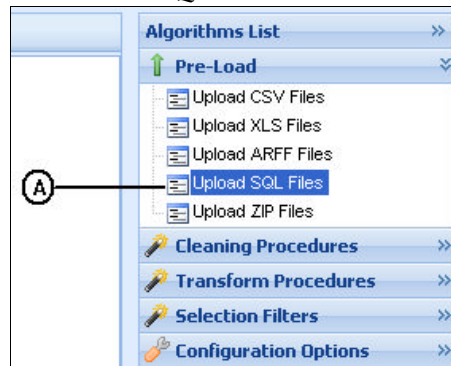 Algorithms List
Pre-Load
Upload CSV Files
Upload XLS Files
Upload ARFF Files
A
Upload SQL Files
Upload ZIP Files
Cleaning Procedures
Transform Procedures
Selection Filters
Configuration Options